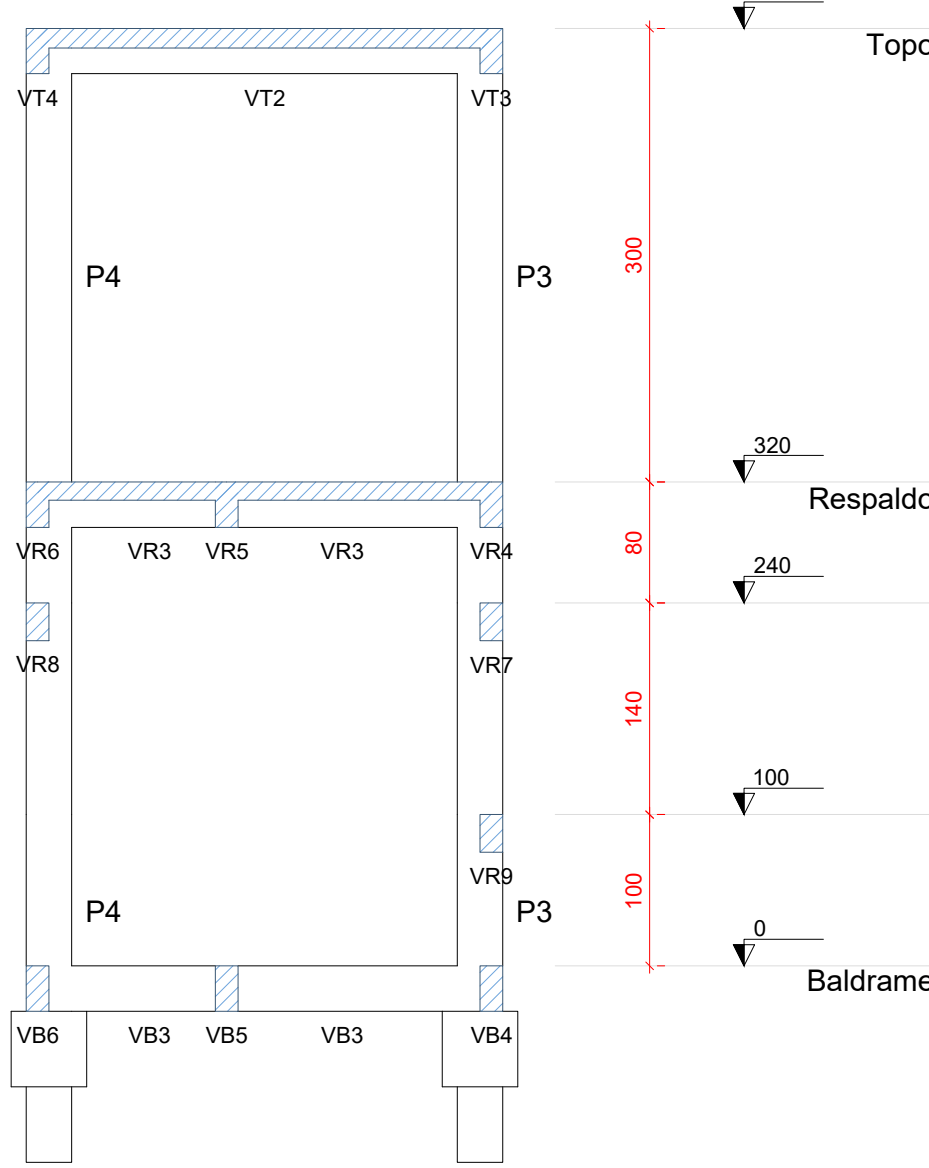 Topo
VT4 VT2 VT3
300
P4 P3
320
Respaldo
80
VR6 VR3 VR5 VR3 VR4
240
VR8 VR7
140
100
VR9
100
P4 P3
0
Baldrame
VB6 VB3 VB5 VB3 VB4